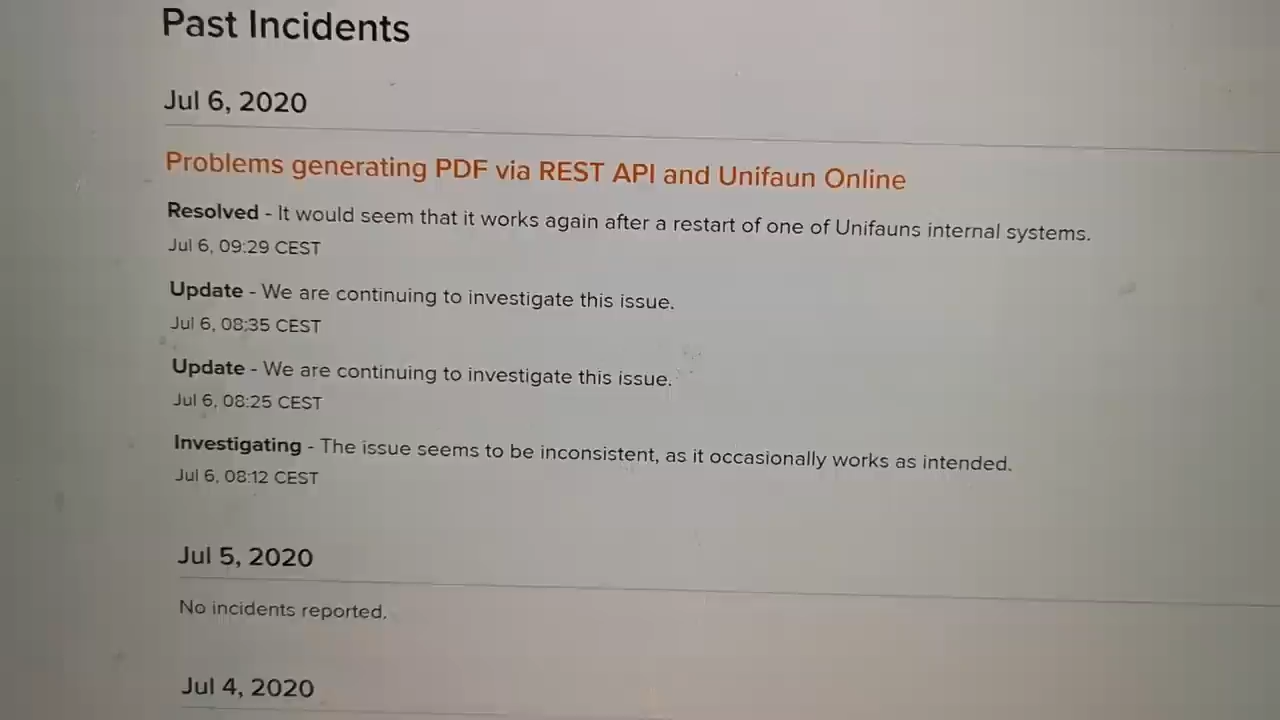 Past Incidents
Jul 6, 2020
Problems generating PDF via REST API and Unifaun Online
Resolved - It would seem that it works again after a restart of one of Unifauns internal systems.
Jul 6, 09:29 CEST
Update - We are continuing to investigate this issue.
Jul 6, 08:35 CEST
Update - We are continuing to investigate this issue.
Jul 6, 08:25 CEST
Investigating - The issue seems to be inconsistent, as it occasionally works as intended.
Jul 6, 08:12 CEST
Jul 5, 2020
No incidents reported.
Jul 4, 2020